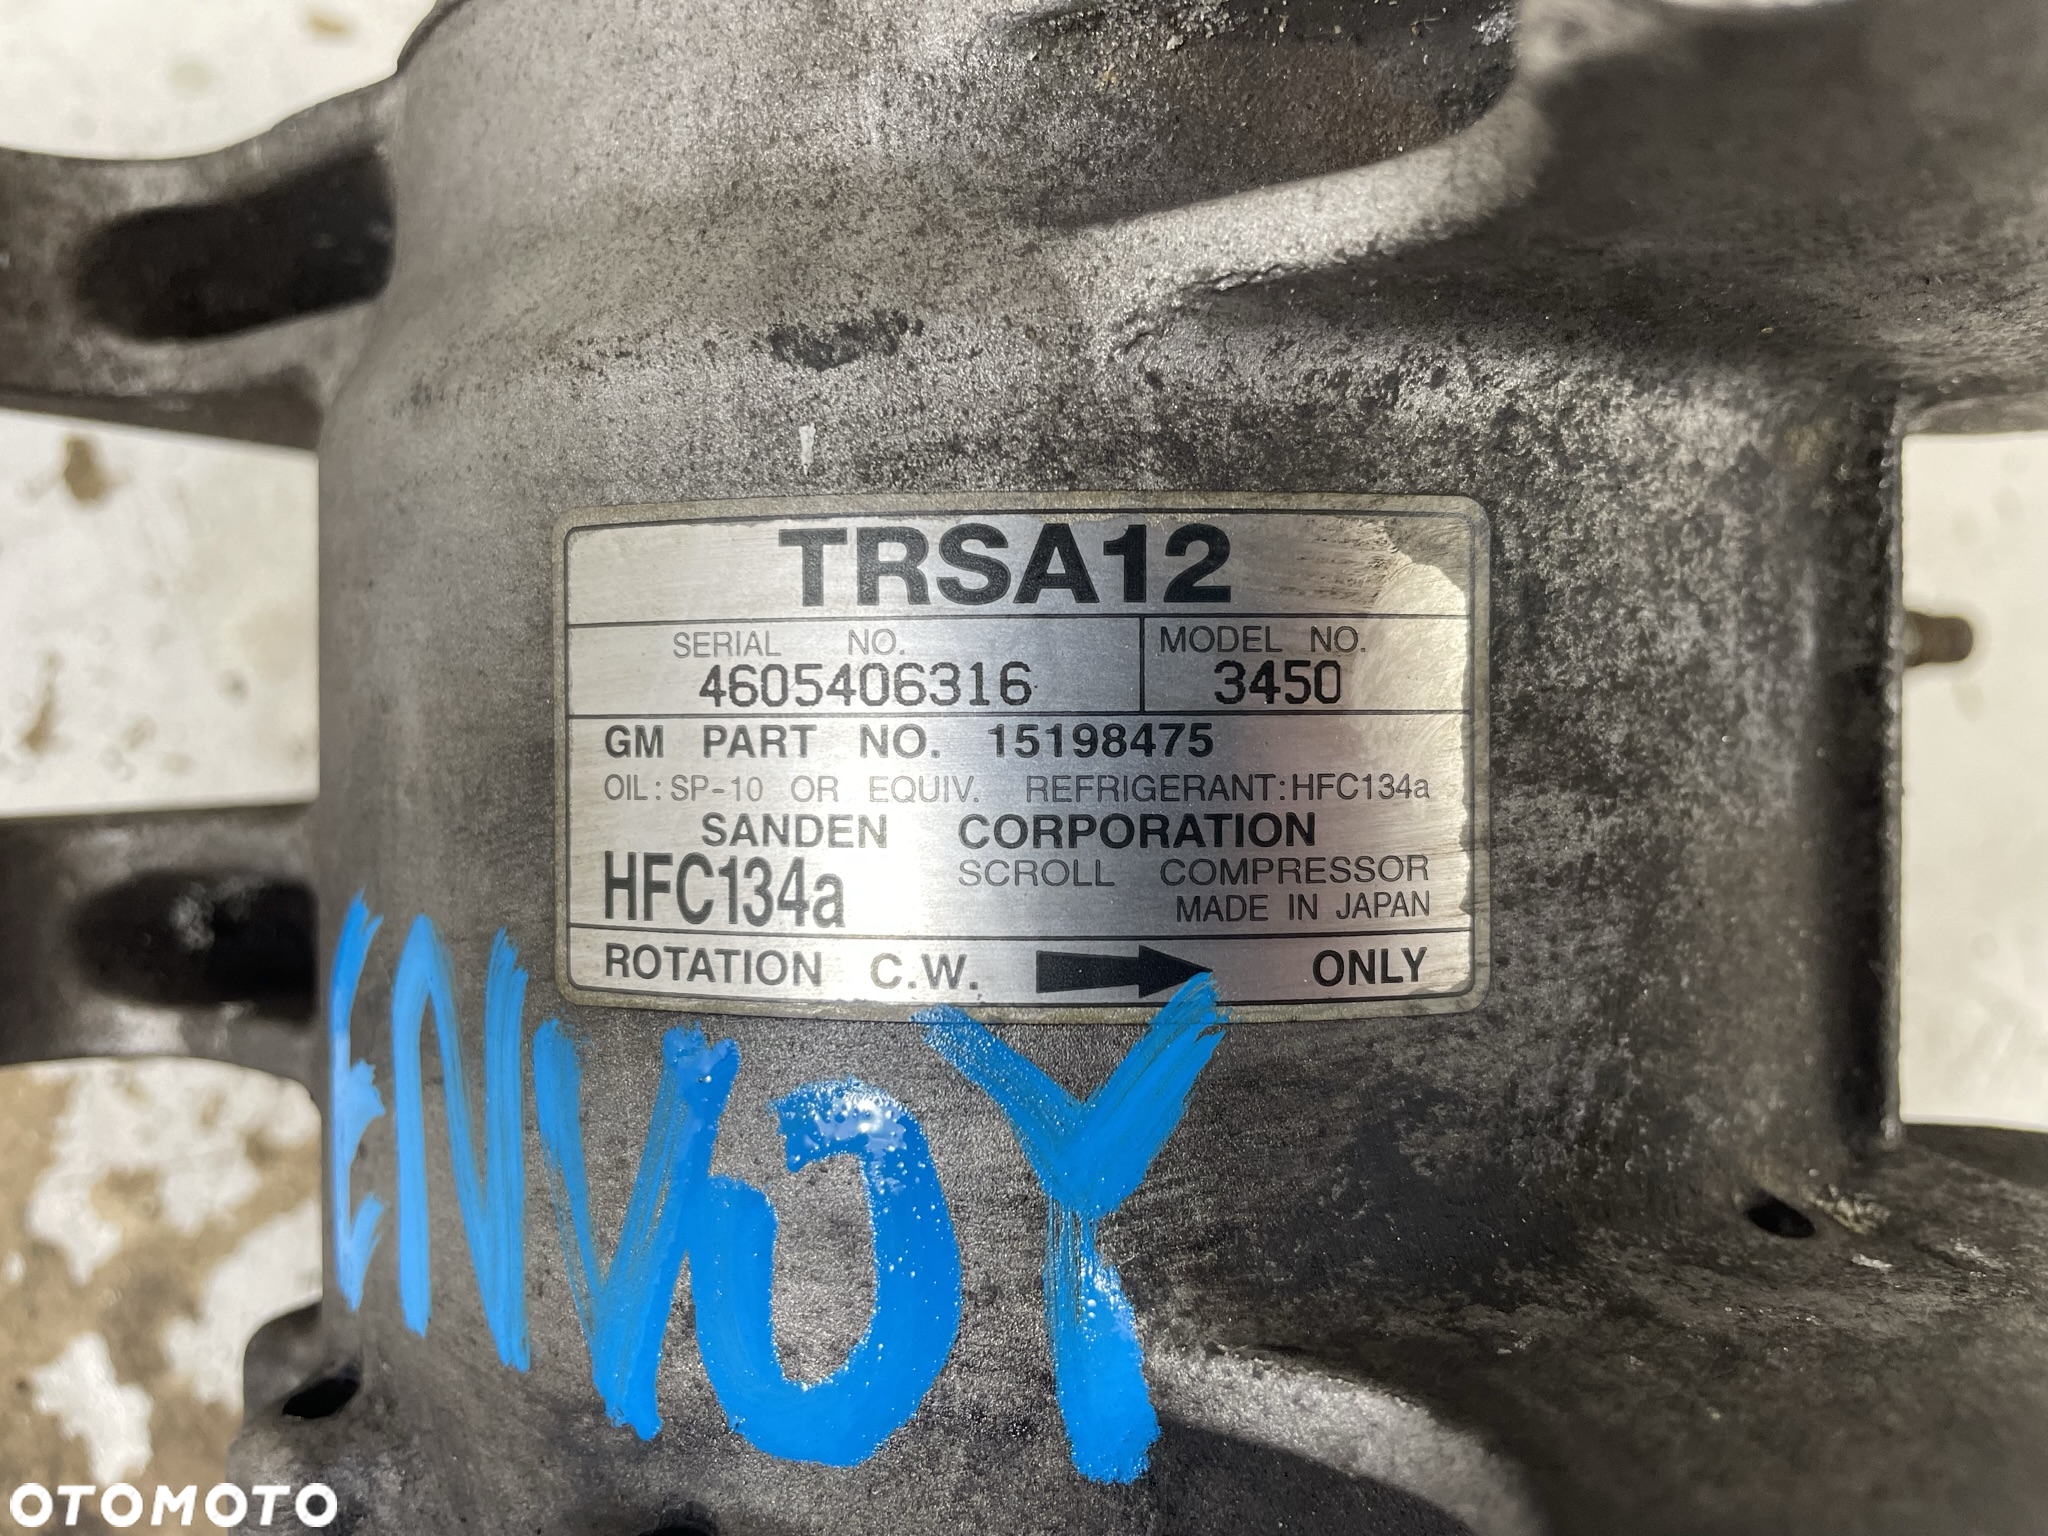 TRSA12
SERIAL NO. MODEL NO.
4605406316 3450
GM PART NO. 15198475
OIL: SP-10 OR EQUIV. REFRIGERANT:HFC134a
SANDEN CORPORATION
HFC134a SCROLL COMPRESSOR
MADE IN JAPAN
ROTATION C.W. ONLY
ENVOY
OTOMOTO